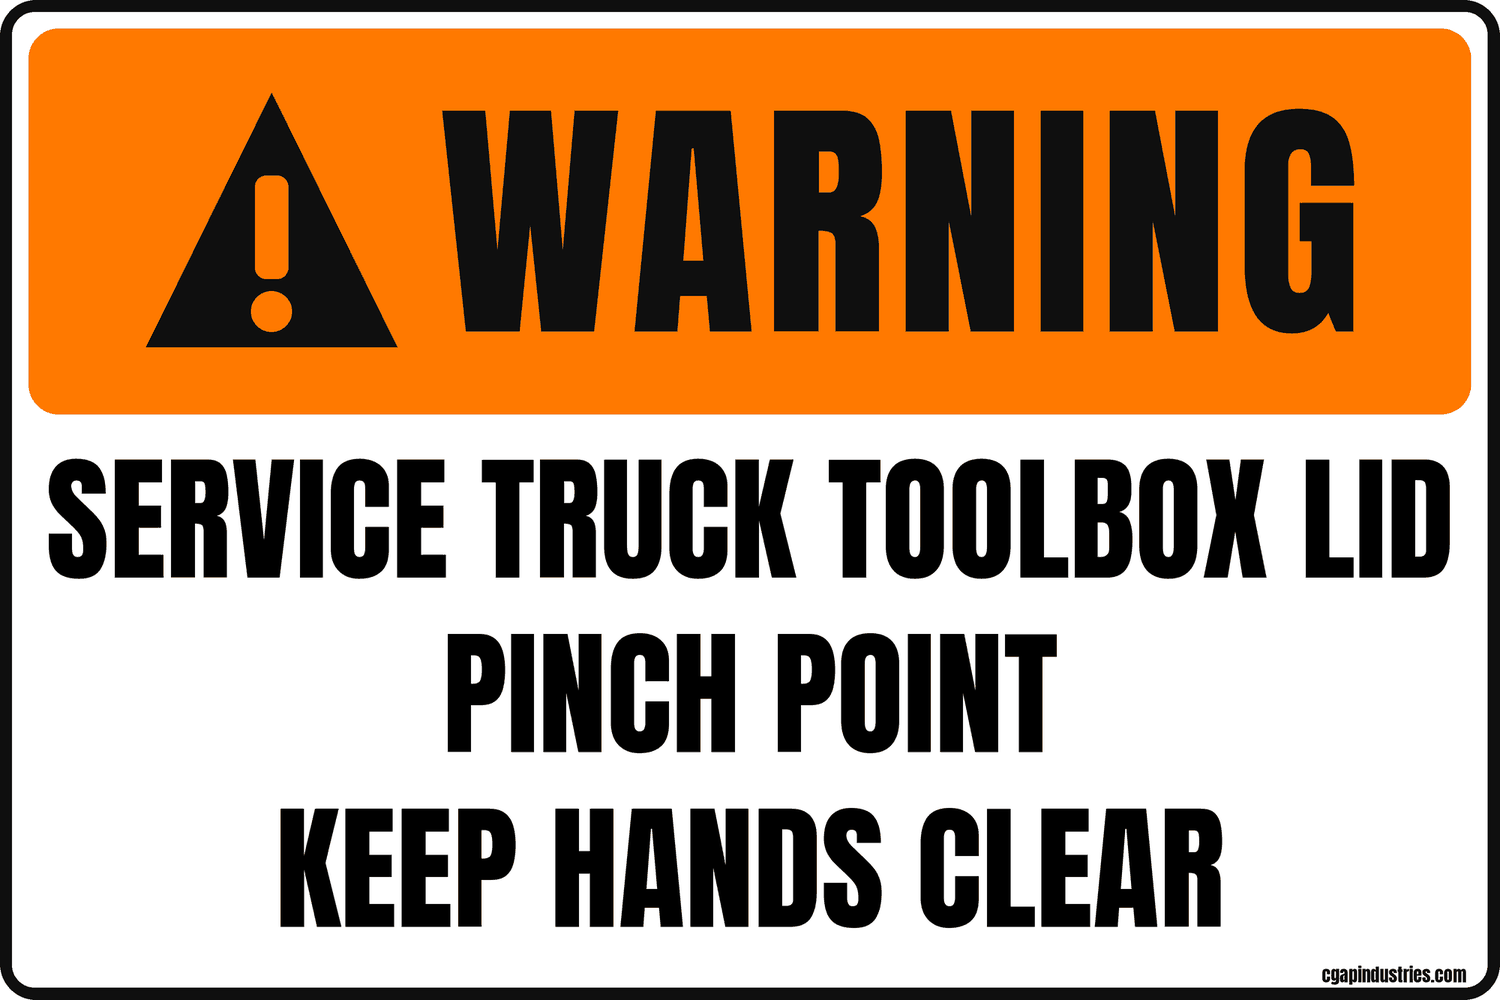 WARNING
SERVICE TRUCK TOOLBOX LID
PINCH POINT
KEEP HANDS CLEAR
cgapindustries.com